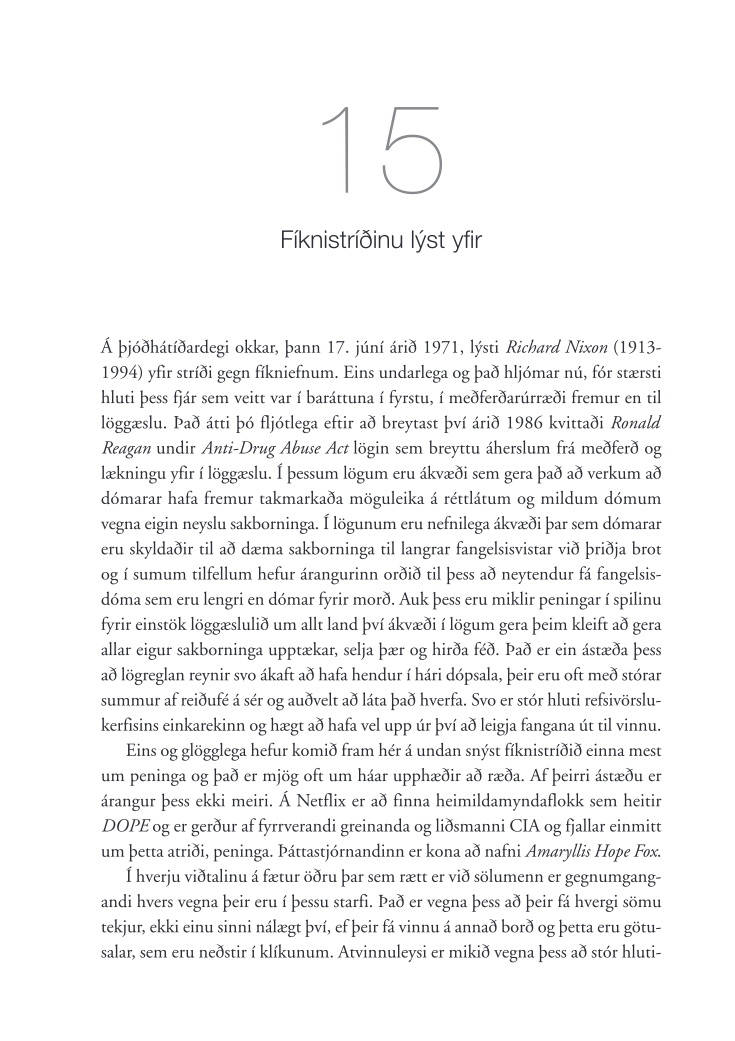 15
Fíknistríðinu lýst yfir
Á þjóðhátíðardegi okkar, þann 17. júní árið 1971, lýsti Richard Nixon (1913-
1994) yfir stríði gegn fíkniefnum. Eins undarlega og það hljómar nú, fór stærsti
hluti þess fjár sem veitt var í baráttuna í fyrstu, í meðferðarúrræði fremur en til
löggæslu. Það átti þó fljótlega eftir að breytast því árið 1986 kvittaði Ronald
Reagan undir Anti-Drug Abuse Act lögin sem breyttu áherslum frá meðferð og
lækningu yfir í löggæslu. Í þessum lögum eru ákvæði sem gera það að verkum að
dómarar hafa fremur takmarkaða möguleika á réttlátum og mildum dómum
vegna eigin neyslu sakborninga. Í lögunum eru nefnilega ákvæði þar sem dómarar
eru skyldaðir til að dæma sakborninga til langrar fangelsisvistar við þriðja brot
og í sumum tilfellum hefur árangurinn orðið til þess að neytendur fá fangelsis-
dóma sem eru lengri en dómar fyrir morð. Auk þess eru miklir peningar í spilinu
fyrir einstök löggæslulið um allt land því ákvæði í lögum gera þeim kleift að gera
allar eigur sakborninga upptækar, selja þær og hirða féð. Það er ein ástæða þess
að lögreglan reynir svo ákaft að hafa hendur í hári dópsala, þeir eru oft með stórar
summur af reiðufé á sér og auðvelt að láta það hverfa. Svo er stór hluti refsivörslu-
kerfisins einkarekinn og hægt að hafa vel upp úr því að leigja fangana út til vinnu.
Eins og glögglega hefur komið fram hér á undan snýst fíknistríðið einna mest
um peninga og það er mjög oft um háar upphæðir að ræða. Af þeirri ástæðu er
árangur þess ekki meiri. Á Netflix er að finna heimildamyndaflokk sem heitir
DOPE og er gerður af fyrrverandi greinanda og liðsmanni CIA og fjallar einmitt
um þetta atriði, peninga. Þáttastjórnandinn er kona að nafni Amaryllis Hope Fox.
Í hverju viðtalinu á fætur öðru þar sem rætt er við sölumenn er gegnumgang-
andi hvers vegna þeir eru í þessu starfi. Það er vegna þess að þeir fá hvergi sömu
tekjur, ekki einu sinni nálægt því, ef þeir fá vinnu á annað borð og þetta eru götu-
salar, sem eru neðstir í klíkunum. Atvinnuleysi er mikið vegna þess að stór hluti-